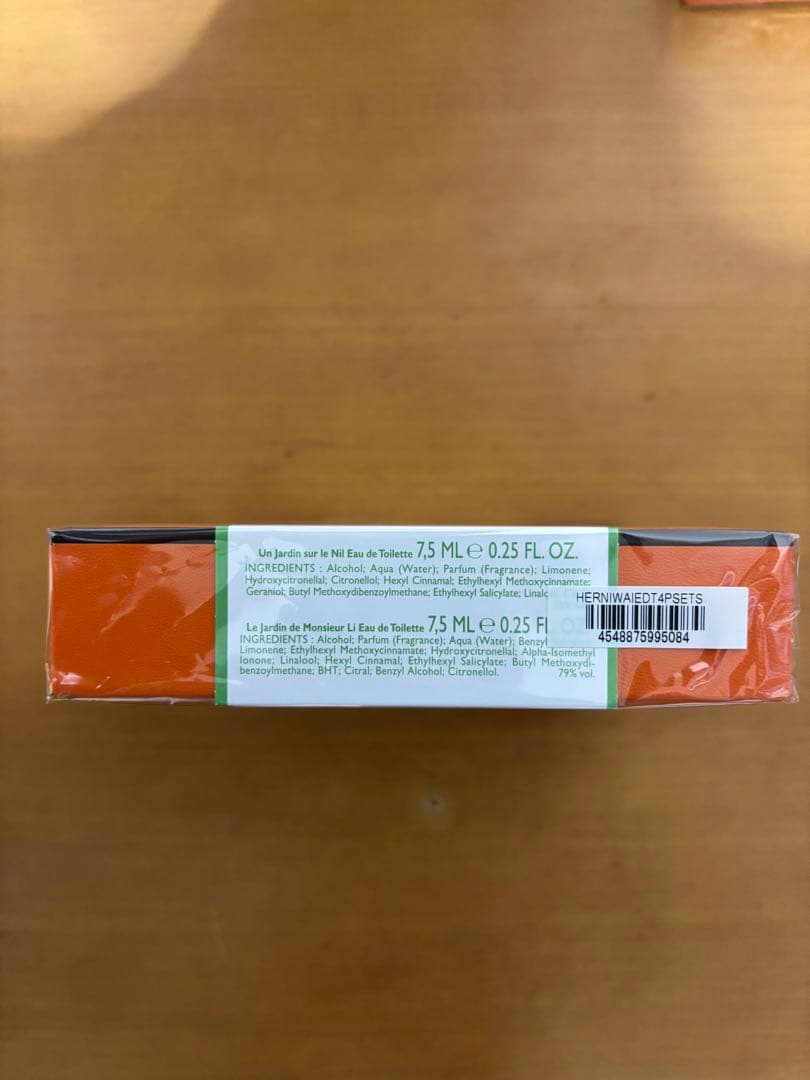 Un Jardin sur le Nil Eau de Toilette 7,5 ML ℮ 0.25 FL. OZ.
INGREDIENTS : Alcohol; Aqua (Water); Parfum (Fragrance); Limonene;
Hydroxycitronellal; Citronellol; Hexyl Cinnamal; Ethylhexyl Methoxycinnamate;
Geraniol; Butyl Methoxydibenzoylmethane; Ethylhexyl Salicylate; Linalo
HERNIWAIEDT4PSETS
4548875995084
Le Jardin de Monsieur Li Eau de Toilette 7,5 ML ℮ 0.25 Fl OZ
INGREDIENTS : Alcohol; Parfum (Fragrance); Aqua (Water); Benzyl
Limonene; Ethylhexyl Methoxycinnamate; Hydroxycitronellal; Alpha-Isomethyl
Ionone; Linalool; Hexyl Cinnamal; Ethylhexyl Salicylate; Butyl Methoxydi-
benzoylmethane; BHT; Citral; Benzyl Alcohol; Citronellol. 79% vol.